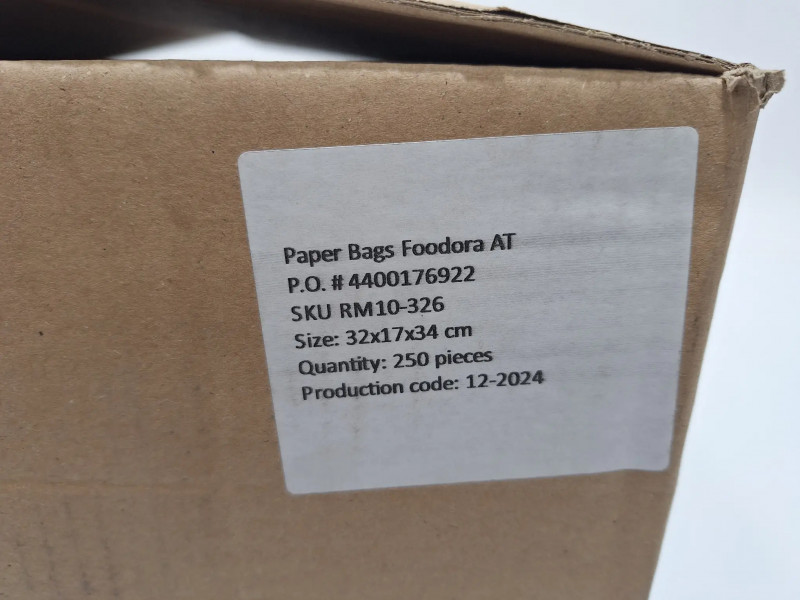 Paper Bags Foodora AT
P.O. # 4400176922
SKU RM10-326
Size: 32x17x34 cm
Quantity: 250 pieces
Production code: 12-2024